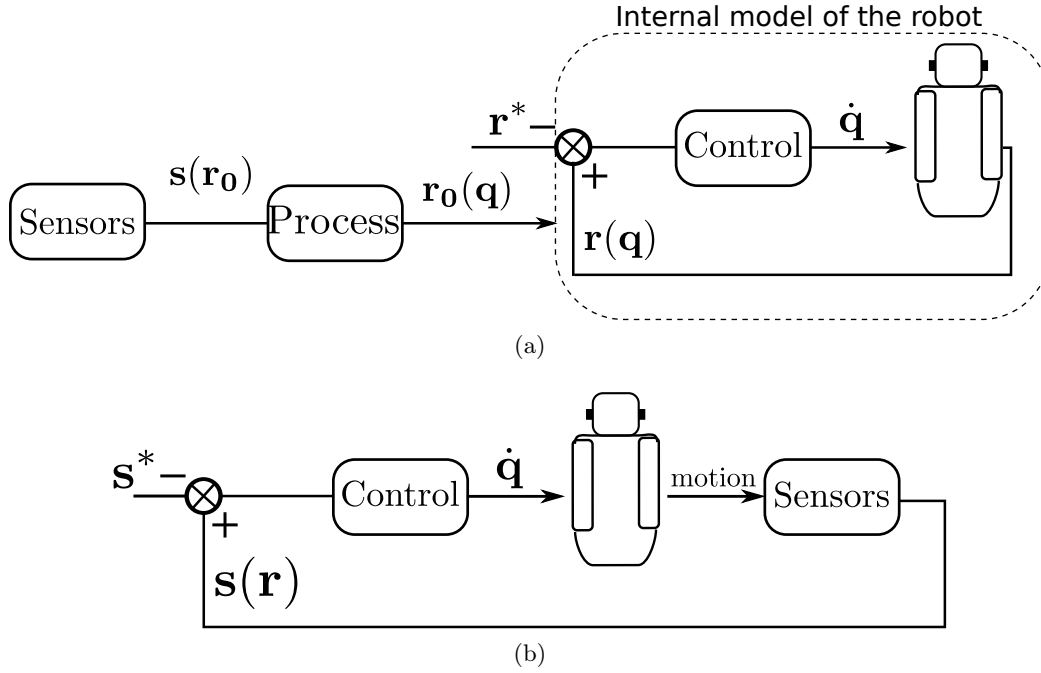 Internal model of the robot
r* −
Control
q̇
+
s(r₀)
r₀(q)
Sensors
Process
r(q)
(a)
s* −
Control
q̇
motion
Sensors
+
s(r)
(b)